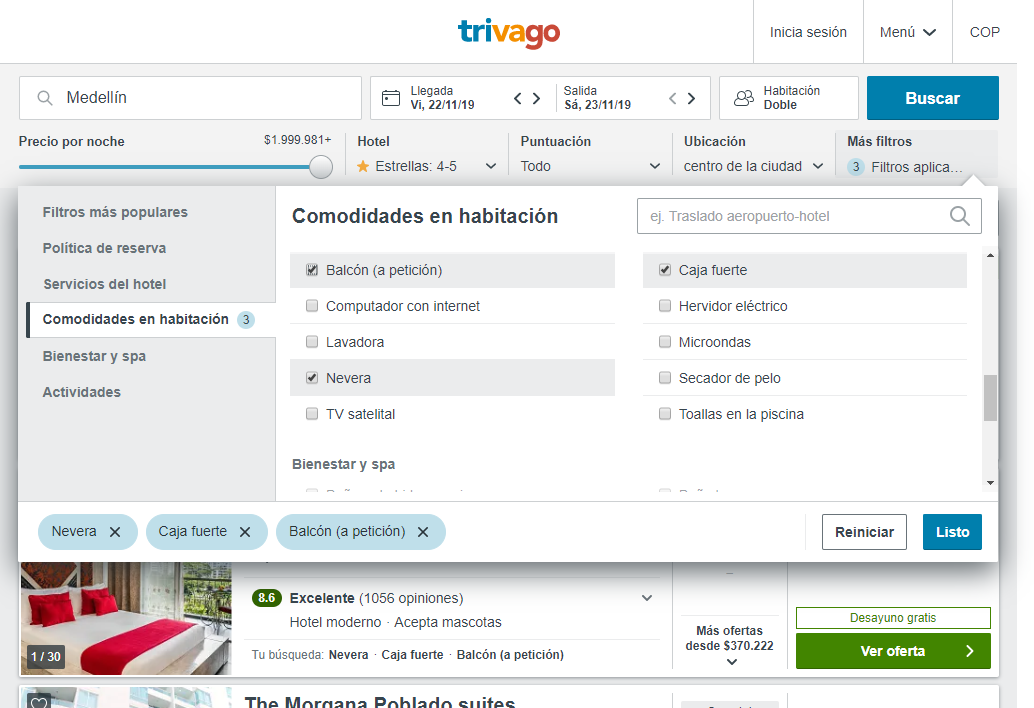 trivago
Inicia sesión
Menú
COP
Medellín
Llegada
Vi, 22/11/19
Salida
Sá, 23/11/19
Habitación
Doble
Buscar
Precio por noche
$1.999.981+
Hotel
Estrellas: 4-5
Puntuación
Todo
Ubicación
centro de la ciudad
Más filtros
3 Filtros aplica...
Filtros más populares
Política de reserva
Servicios del hotel
Comodidades en habitación 3
Bienestar y spa
Actividades
Comodidades en habitación
ej. Traslado aeropuerto-hotel
Balcón (a petición)
Caja fuerte
Computador con internet
Hervidor eléctrico
Lavadora
Microondas
Nevera
Secador de pelo
TV satelital
Toallas en la piscina
Bienestar y spa
Nevera
Caja fuerte
Balcón (a petición)
Reiniciar
Listo
8.6 Excelente (1056 opiniones)
Hotel moderno · Acepta mascotas
Tu búsqueda: Nevera · Caja fuerte · Balcón (a petición)
1 / 30
Más ofertas
desde $370.222
Desayuno gratis
Ver oferta
The Morgana Poblado suites